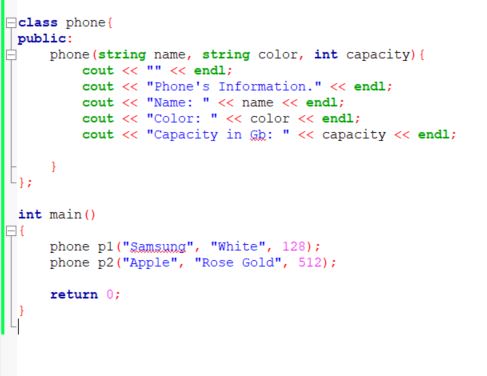 class phone{
public:
    phone(string name, string color, int capacity){
        cout << "" << endl;
        cout << "Phone's Information." << endl;
        cout << "Name: " << name << endl;
        cout << "Color: " << color << endl;
        cout << "Capacity in Gb: " << capacity << endl;

    }
};

int main()
{
    phone p1("Samsung", "White", 128);
    phone p2("Apple", "Rose Gold", 512);

    return 0;
}